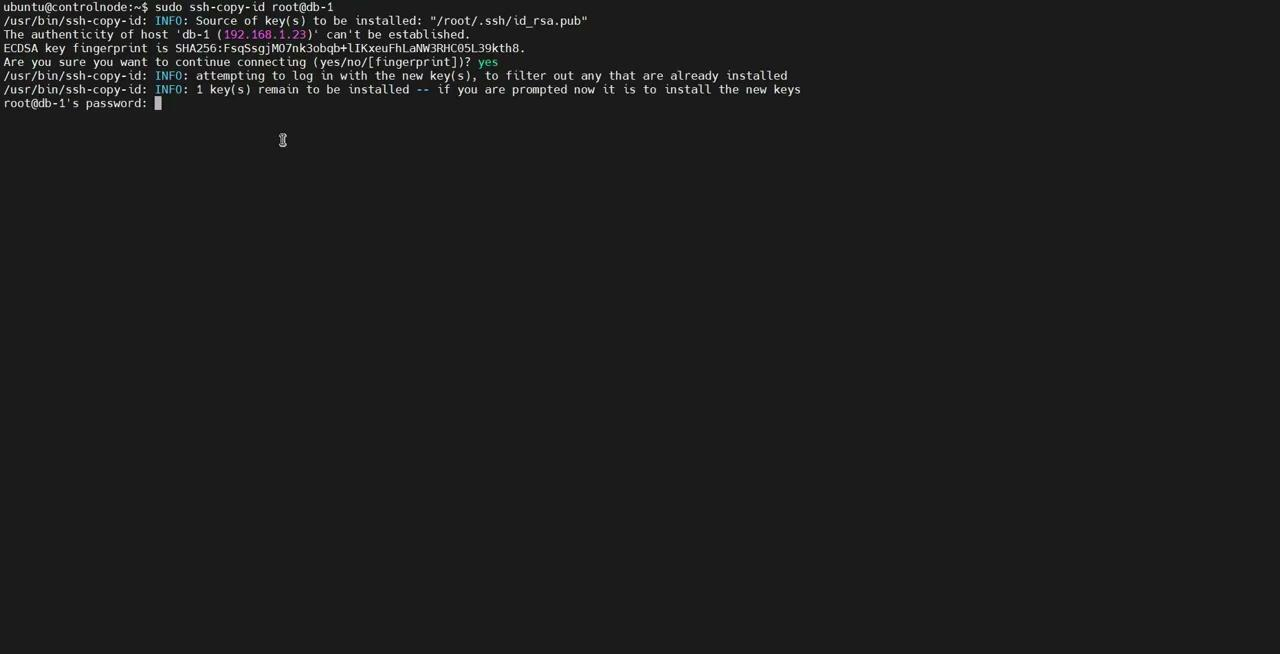 ubuntu@controlnode:~$ sudo ssh-copy-id root@db-1
/usr/bin/ssh-copy-id: INFO: Source of key(s) to be installed: "/root/.ssh/id_rsa.pub"
The authenticity of host 'db-1 (192.168.1.23)' can't be established.
ECDSA key fingerprint is SHA256:FsqSsgjMO7nk3obqb+lIKxeuFhLaNW3RHC05L39kth8.
Are you sure you want to continue connecting (yes/no/[fingerprint])? yes
/usr/bin/ssh-copy-id: INFO: attempting to log in with the new key(s), to filter out any that are already installed
/usr/bin/ssh-copy-id: INFO: 1 key(s) remain to be installed -- if you are prompted now it is to install the new keys
root@db-1's password: